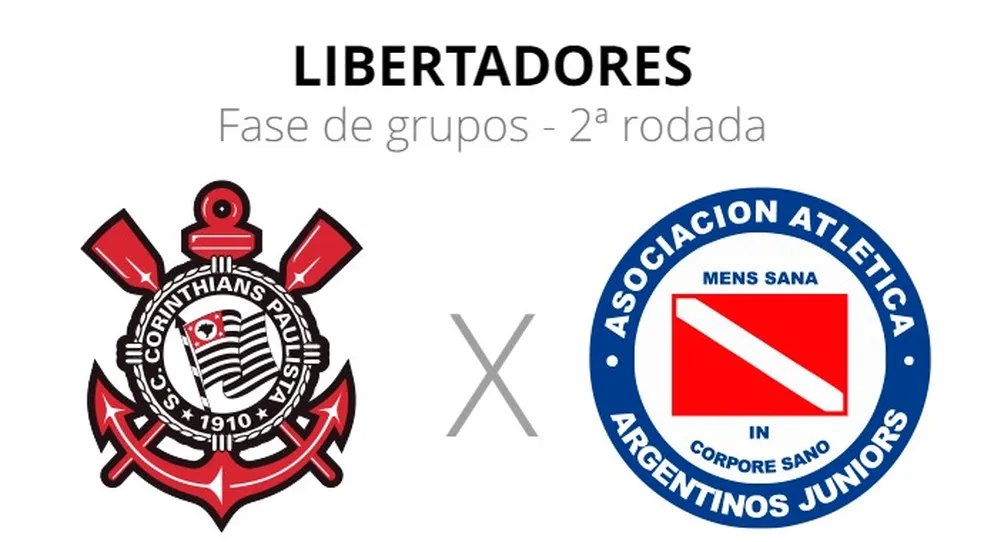 LIBERTADORES
Fase de grupos - 2ª rodada
S.C. CORINTHIANS PAULISTA
1910
X
ASOCIACION ATLETICA
MENS SANA
IN
CORPORE SANO
ARGENTINOS JUNIORS